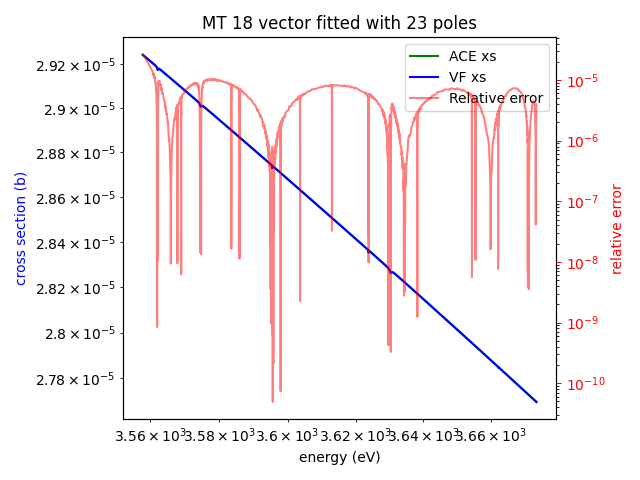 MT 18 vector fitted with 23 poles
ACE xs
VF xs
Relative error
cross section (b)
2.92 × 10⁻⁵
2.9 × 10⁻⁵
2.88 × 10⁻⁵
2.86 × 10⁻⁵
2.84 × 10⁻⁵
2.82 × 10⁻⁵
2.8 × 10⁻⁵
2.78 × 10⁻⁵
10⁻⁵
10⁻⁶
10⁻⁷
10⁻⁸
10⁻⁹
10⁻¹⁰
relative error
3.56 × 10³ 3.58 × 10³ 3.6 × 10³ 3.62 × 10³ 3.64 × 10³ 3.66 × 10³
energy (eV)